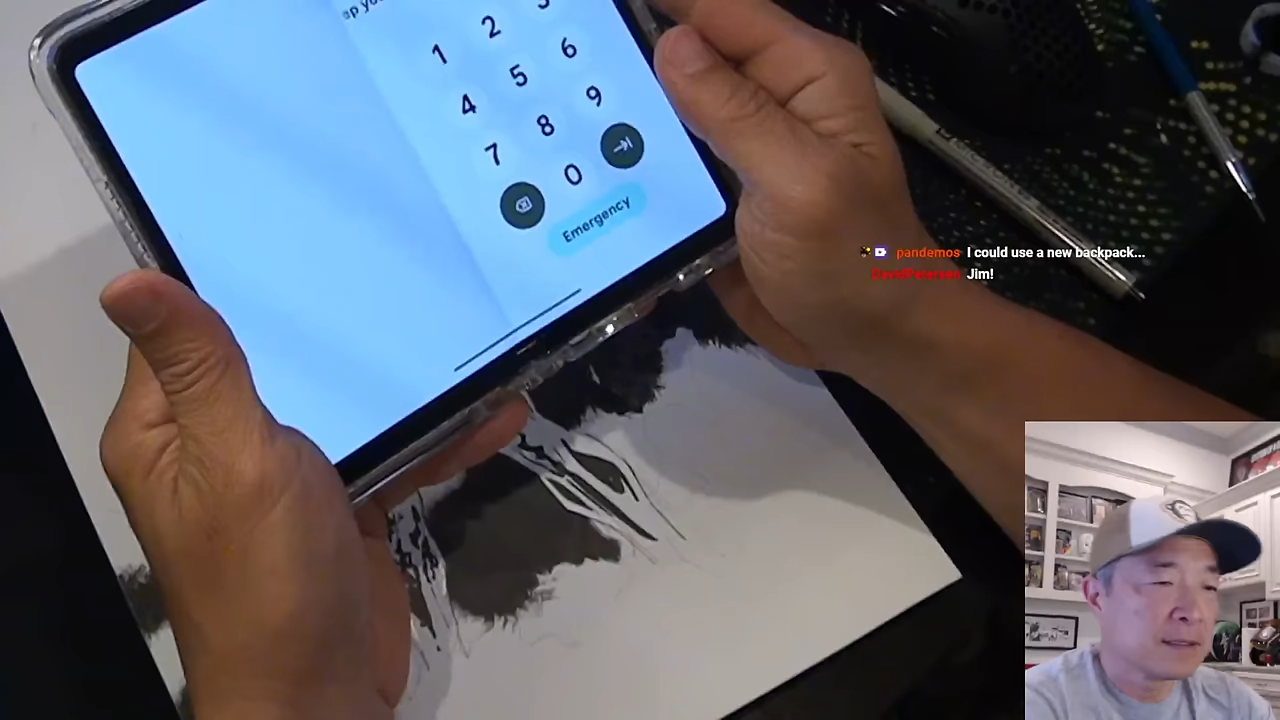 1 2 3
4 5 6
7 8 9
0
Emergency
pandemos I could use a new backpack...
DavidPetersen Jim!